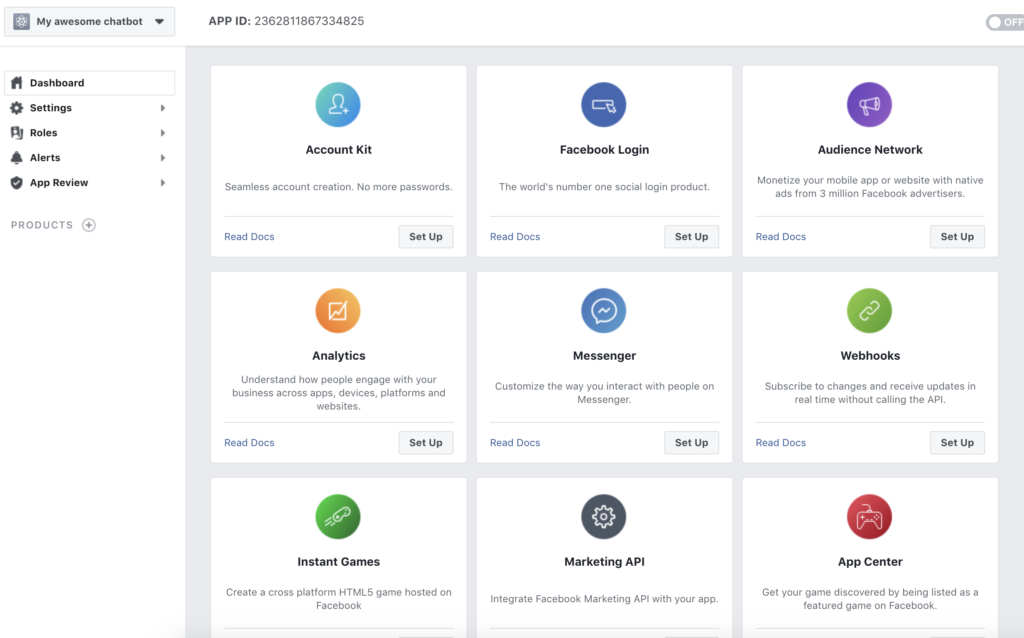 My awesome chatbot
APP ID: 2362811867334825
OFF
Dashboard
Settings
Roles
Alerts
App Review
PRODUCTS
Account Kit
Seamless account creation. No more passwords.
Read Docs
Set Up
Facebook Login
The world's number one social login product.
Read Docs
Set Up
Audience Network
Monetize your mobile app or website with native
ads from 3 million Facebook advertisers.
Read Docs
Set Up
Analytics
Understand how people engage with your
business across apps, devices, platforms and
websites.
Read Docs
Set Up
Messenger
Customize the way you interact with people on
Messenger.
Read Docs
Set Up
Webhooks
Subscribe to changes and receive updates in
real time without calling the API.
Read Docs
Set Up
Instant Games
Create a cross platform HTML5 game hosted on
Facebook
Marketing API
Integrate Facebook Marketing API with your app.
App Center
Get your game discovered by being listed as a
featured game on Facebook.